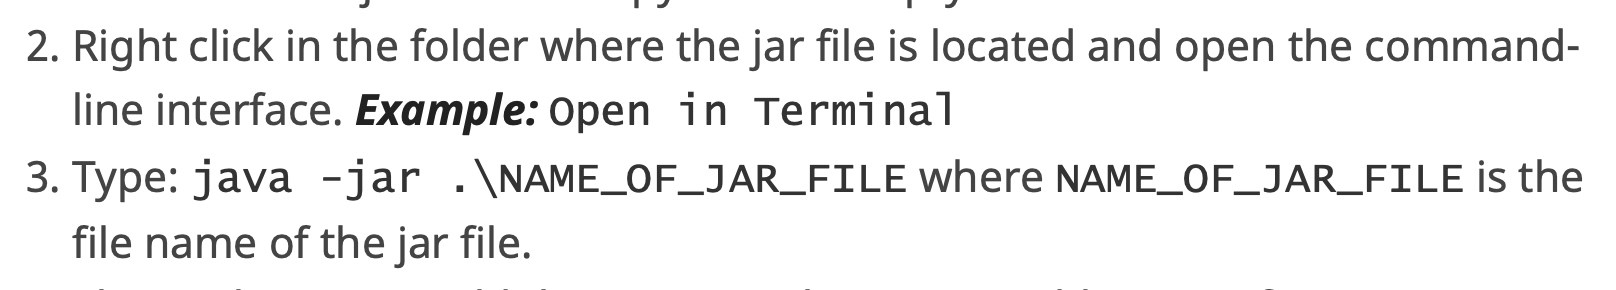 2. Right click in the folder where the jar file is located and open the command-
line interface. Example: Open in Terminal
3. Type: java -jar .\NAME_OF_JAR_FILE where NAME_OF_JAR_FILE is the
file name of the jar file.